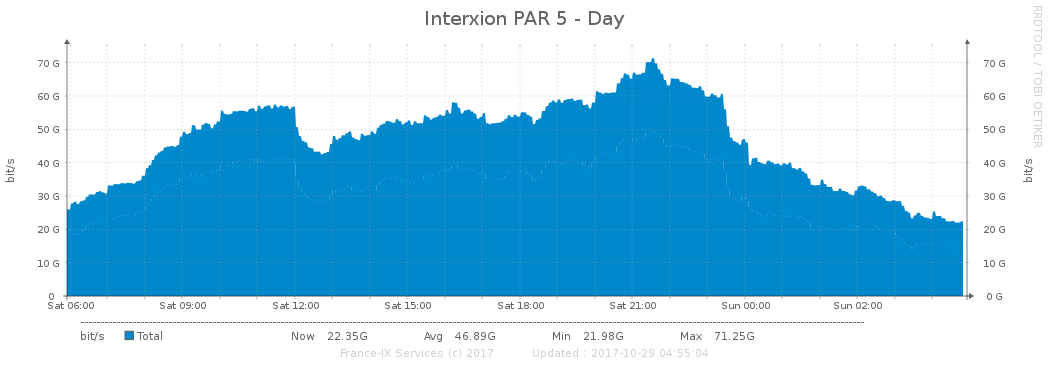 Interxion PAR 5 - Day
RRDTOOL / TOBI OETIKER
bit/s
70 G 70 G
60 G 60 G
50 G 50 G
40 G 40 G
30 G 30 G
20 G 20 G
10 G 10 G
0 0 G
bit/s
Sat 06:00 Sat 09:00 Sat 12:00 Sat 15:00 Sat 18:00 Sat 21:00 Sun 00:00 Sun 02:00
bit/s Total Now 22.35G Avg 46.89G Min 21.98G Max 71.25G
France-IX Services (c) 2017 Updated : 2017-10-29 04:55:04